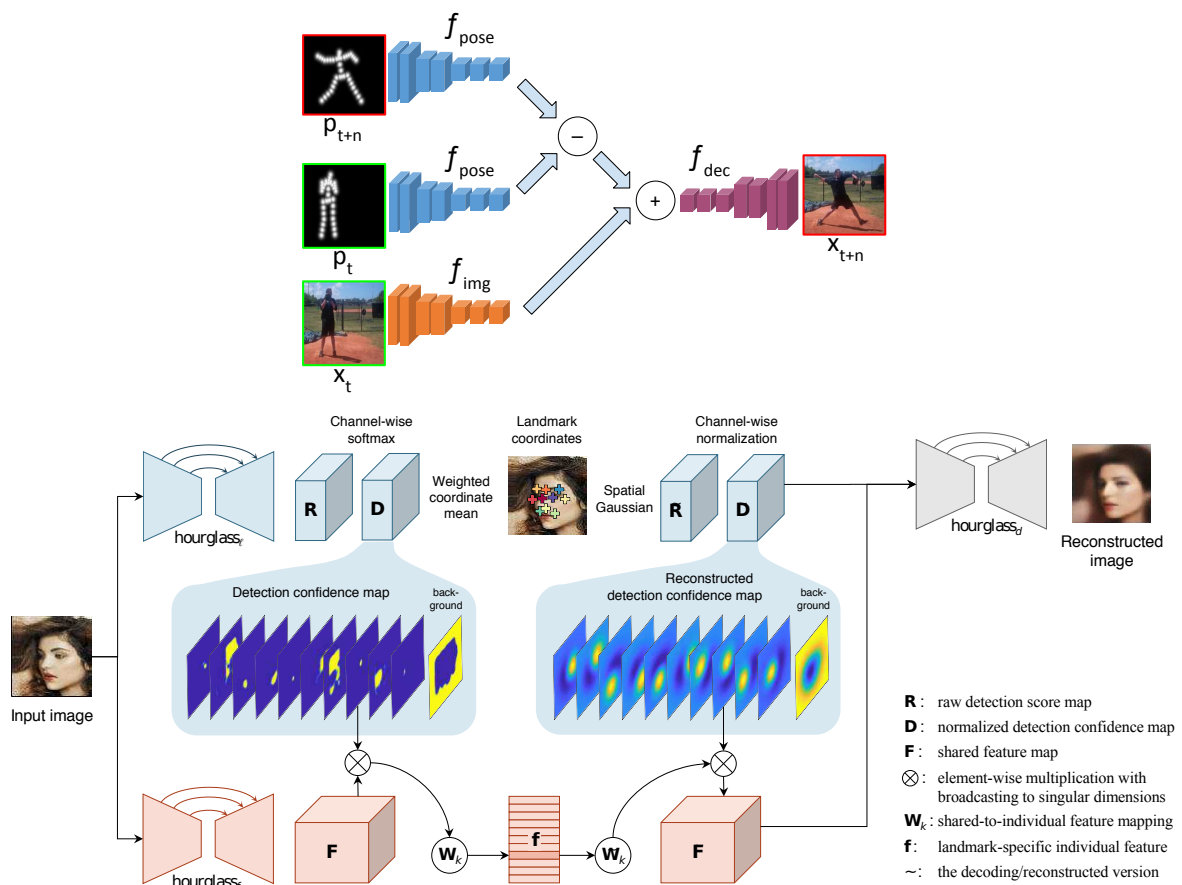 f pose
p t+n
−
f pose
f dec
+
p t
x t+n
f img
x t
Channel-wise softmax
Landmark coordinates
Channel-wise normalization
R
D
Weighted coordinate mean
Spatial Gaussian
R
D
hourglass ℓ
hourglass d
Reconstructed image
Detection confidence map
back-ground
Reconstructed detection confidence map
back-ground
Input image
R : raw detection score map
D : normalized detection confidence map
F : shared feature map
⊗ : element-wise multiplication with
broadcasting to singular dimensions
W k : shared-to-individual feature mapping
f : landmark-specific individual feature
~ : the decoding/reconstructed version
F
W k
f
W k
F
hourglass